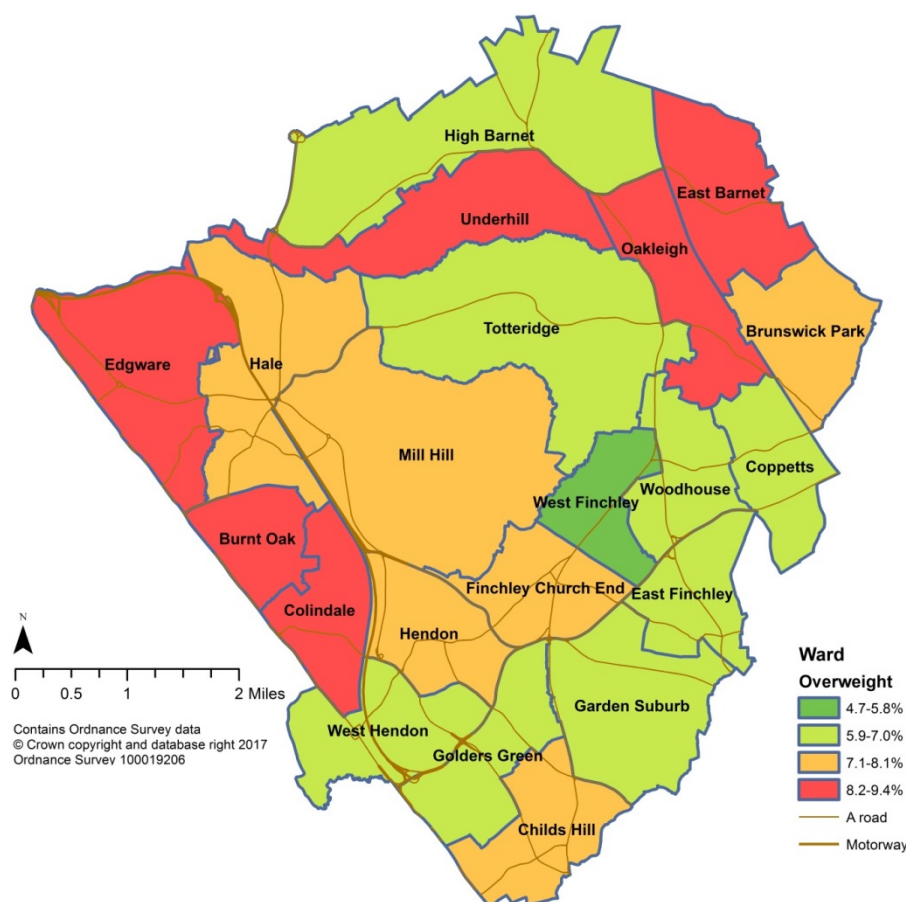 High Barnet
East Barnet
Underhill
Oakleigh
Totteridge
Brunswick Park
Edgware
Hale
Mill Hill
Coppetts
Woodhouse
West Finchley
Burnt Oak
Finchley Church End
East Finchley
Colindale
Hendon
N
0 0.5 1 2 Miles
Garden Suburb
West Hendon
Golders Green
Childs Hill
Contains Ordnance Survey data
© Crown copyright and database right 2017
Ordnance Survey 100019206
Ward
Overweight
4.7-5.8%
5.9-7.0%
7.1-8.1%
8.2-9.4%
A road
Motorway